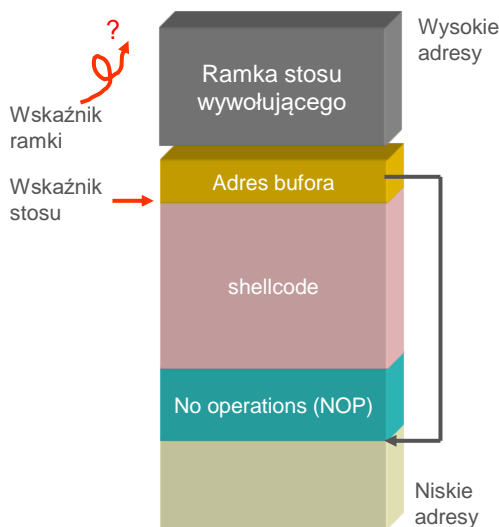 ?
Wysokie
adresy
Ramka stosu
wywołującego
Wskaźnik
ramki
Adres bufora
Wskaźnik
stosu
shellcode
No operations (NOP)
Niskie
adresy